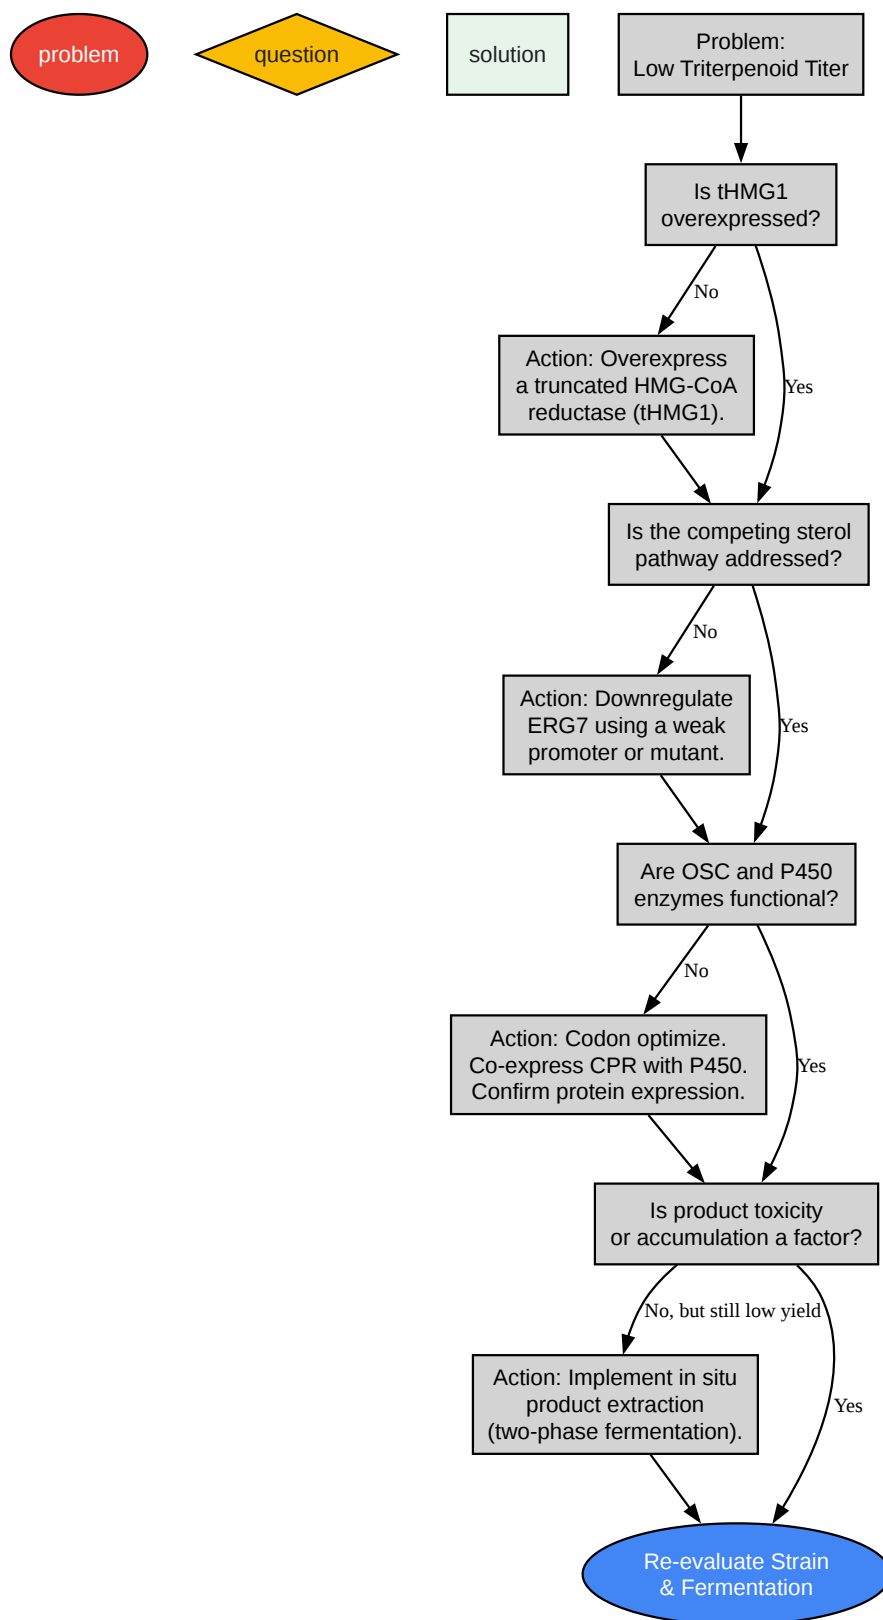 problem
question
solution
Problem:
Low Triterpenoid Titer
Is tHMG1
overexpressed?
No
Action: Overexpress
a truncated HMG-CoA
reductase (tHMG1).
Yes
Is the competing sterol
pathway addressed?
No
Action: Downregulate
ERG7 using a weak
promoter or mutant.
Yes
Are OSC and P450
enzymes functional?
No
Action: Codon optimize.
Co-express CPR with P450.
Confirm protein expression.
Yes
Is product toxicity
or accumulation a factor?
No, but still low yield
Action: Implement in situ
product extraction
(two-phase fermentation).
Yes
Re-evaluate Strain
& Fermentation